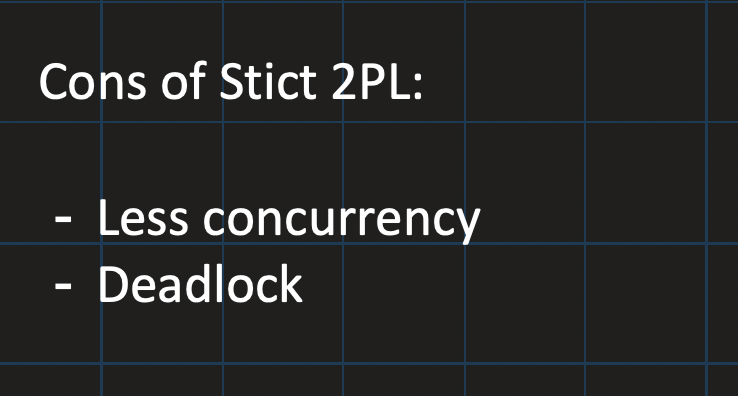 Cons of Stict 2PL:
- Less concurrency
- Deadlock